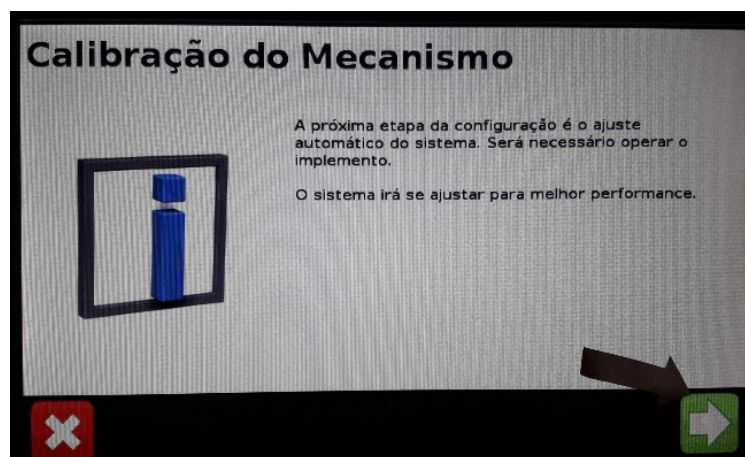 Calibração do Mecanismo
A próxima etapa da configuração é o ajuste
automático do sistema. Será necessário operar o
implemento.
O sistema irá se ajustar para melhor performance.